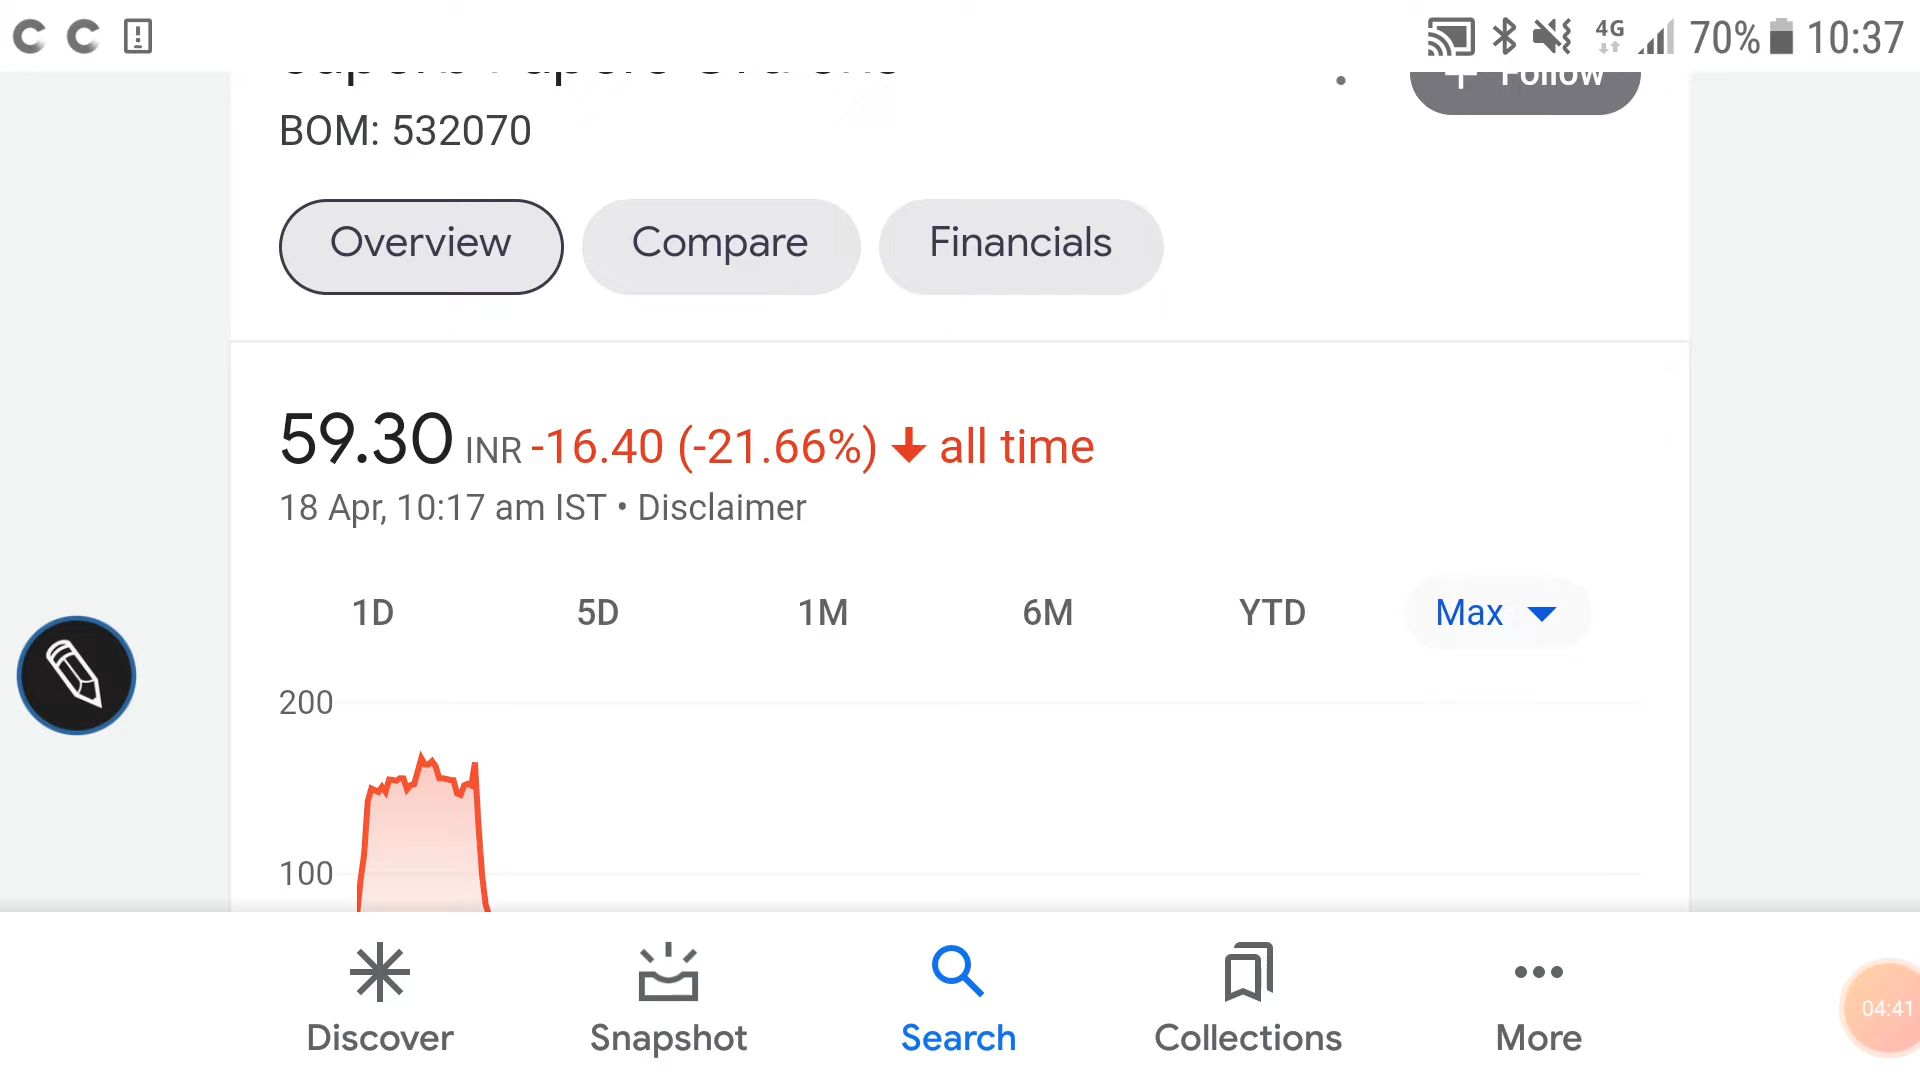 70% 10:37
4G
Follow
BOM: 532070
Overview Compare Financials
59.30 INR -16.40 (-21.66%) all time
18 Apr, 10:17 am IST • Disclaimer
1D 5D 1M 6M YTD Max
200
100
Discover Snapshot Search Collections More
04:41